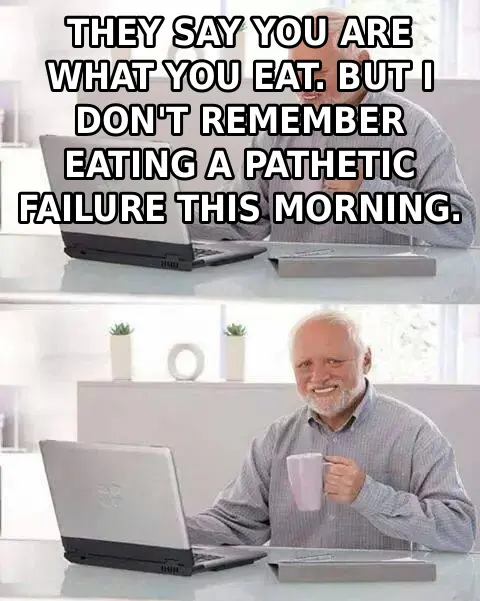 THEY SAY YOU ARE
WHAT YOU EAT. BUT I
DON'T REMEMBER
EATING A PATHETIC
FAILURE THIS MORNING.